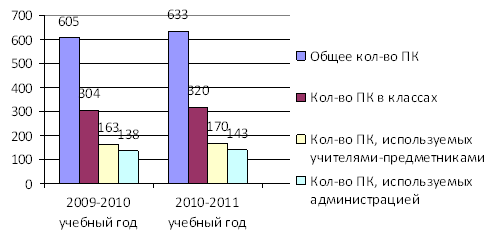 700
600
500
400
300
200
100
0
605
304
163
138
633
320
170
143
2009-2010
учебный год
2010-2011
учебный год
Общее кол-во ПК
Кол-во ПК в классах
Кол-во ПК, используемых
учителями-предметниками
Кол-во ПК, используемых
администрацией